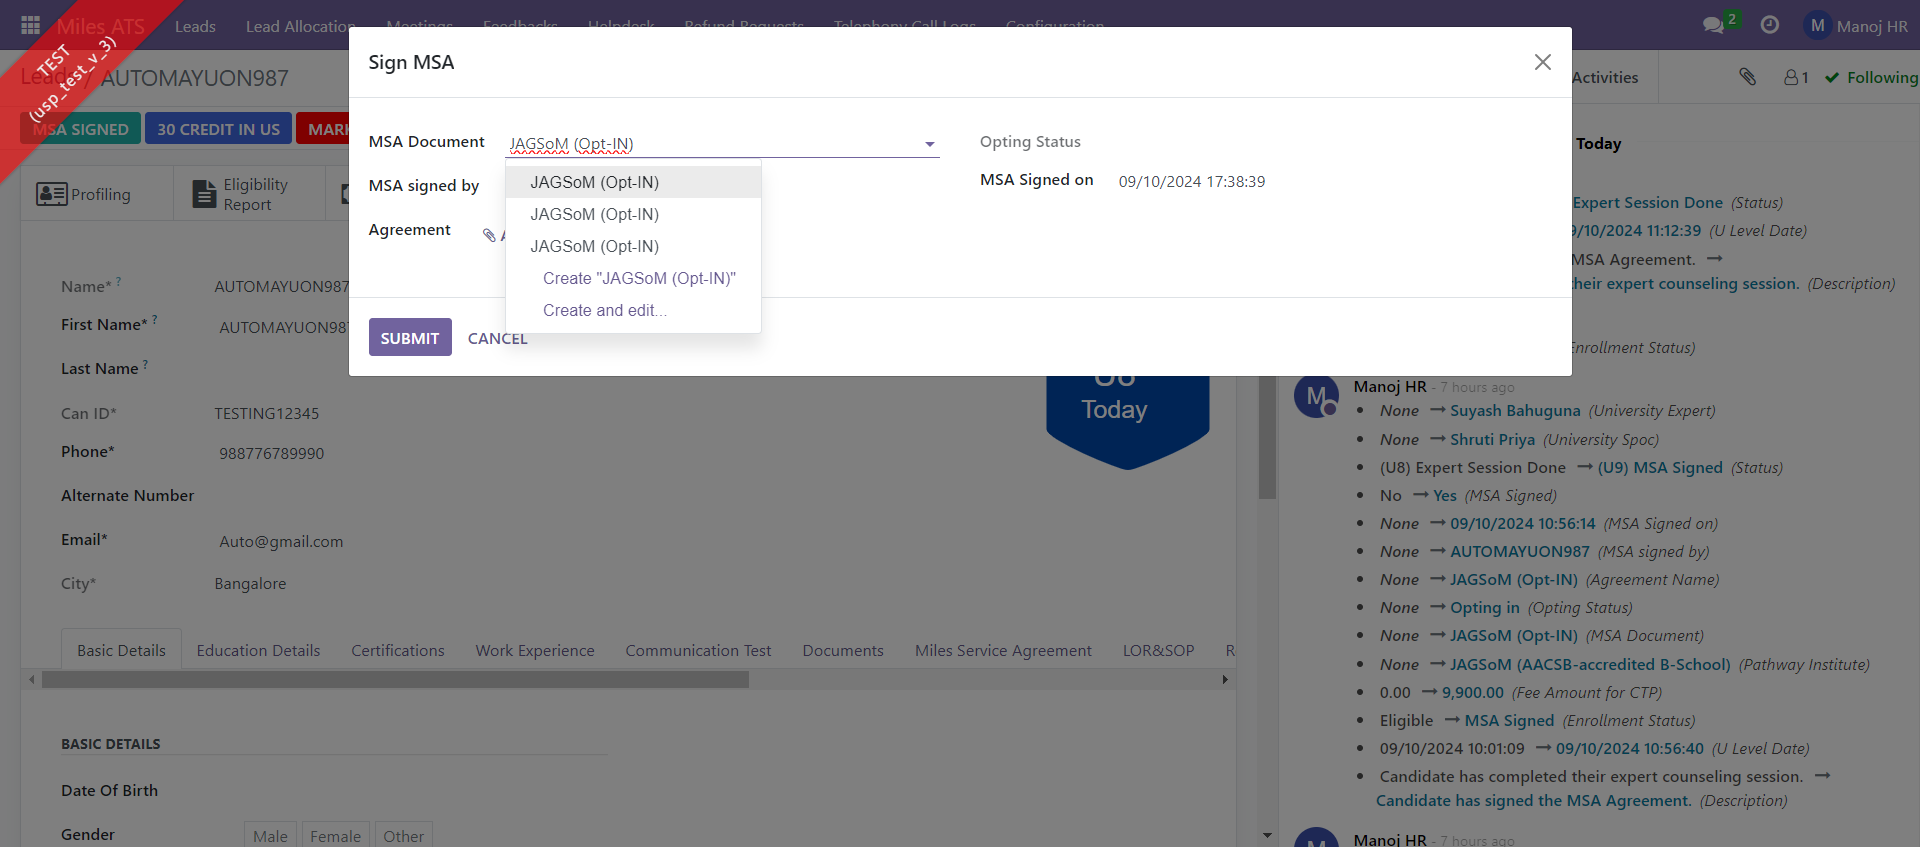 Miles ATS
Leads
Lead Allocation
Meetings
Feedbacks
Helpdesk
Refund Requests
Telephony Call Logs
Configuration
2
M
Manoj HR
TEST
(usp_test_v_3)
Leads / AUTOMAYUON987
MSA SIGNED
30 CREDIT IN US
MARK
Activities
1
Following
Profiling
Eligibility
Report
Sign MSA
MSA Document
JAGSoM (Opt-IN)
MSA signed by
Agreement
JAGSoM (Opt-IN)
JAGSoM (Opt-IN)
JAGSoM (Opt-IN)
Create "JAGSoM (Opt-IN)"
Create and edit...
Opting Status
MSA Signed on
09/10/2024 17:38:39
SUBMIT
CANCEL
Today
Name* ?
AUTOMAYUON987
First Name* ?
AUTOMAYUON987
Last Name ?
Can ID*
TESTING12345
Phone*
988776789990
Alternate Number
Email*
Auto@gmail.com
City*
Bangalore
Basic Details
Education Details
Certifications
Work Experience
Communication Test
Documents
Miles Service Agreement
LOR&SOP
BASIC DETAILS
Date Of Birth
Gender
Male
Female
Other
Today
Expert Session Done (Status)
9/10/2024 11:12:39 (U Level Date)
MSA Agreement. →
their expert counseling session. (Description)
Enrollment Status)
M
Manoj HR - 7 hours ago
None → Suyash Bahuguna (University Expert)
None → Shruti Priya (University Spoc)
(U8) Expert Session Done → (U9) MSA Signed (Status)
No → Yes (MSA Signed)
None → 09/10/2024 10:56:14 (MSA Signed on)
None → AUTOMAYUON987 (MSA signed by)
None → JAGSoM (Opt-IN) (Agreement Name)
None → Opting in (Opting Status)
None → JAGSoM (Opt-IN) (MSA Document)
None → JAGSoM (AACSB-accredited B-School) (Pathway Institute)
0.00 → 9,900.00 (Fee Amount for CTP)
Eligible → MSA Signed (Enrollment Status)
09/10/2024 10:01:09 → 09/10/2024 10:56:40 (U Level Date)
Candidate has completed their expert counseling session. →
Candidate has signed the MSA Agreement. (Description)
Manoj HR - 7 hours ago